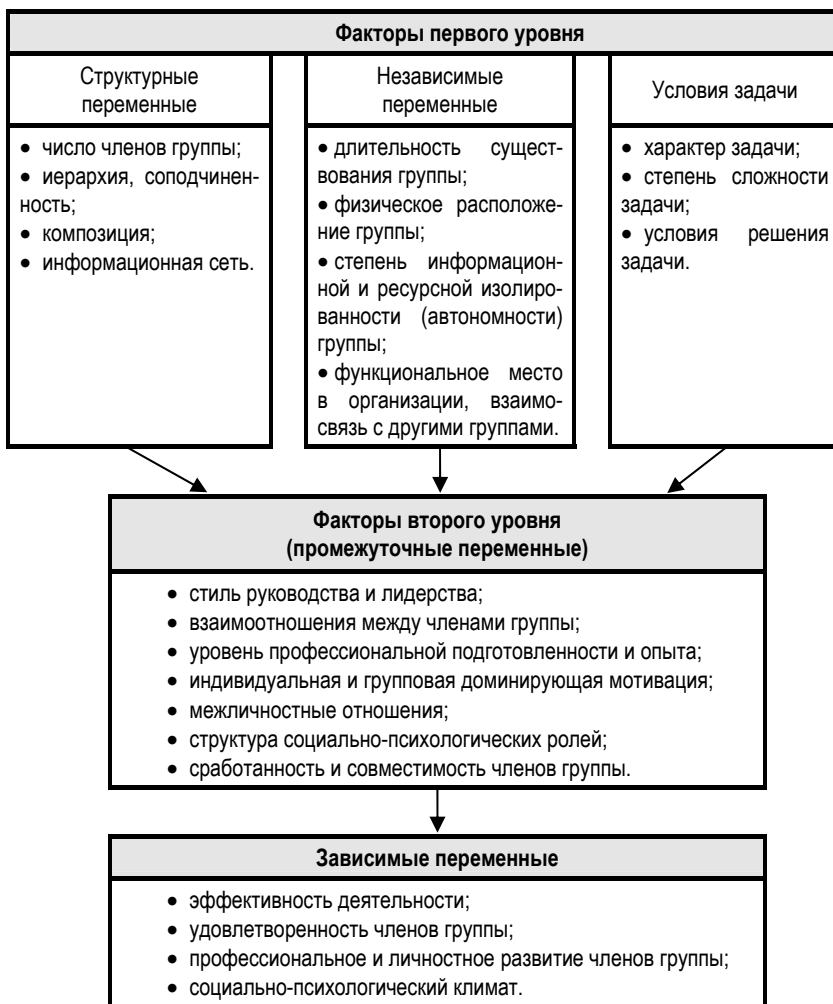 Факторы первого уровня
Структурные
переменные
• число членов группы;
• иерархия, соподчинен-
ность;
• композиция;
• информационная сеть.
Независимые
переменные
• длительность сущест-
вования группы;
• физическое расположе-
ние группы;
• степень информацион-
ной и ресурсной изолиро-
ванности (автономности)
группы;
• функциональное место
в организации, взаимо-
связь с другими группами.
Условия задачи
• характер задачи;
• степень сложности
задачи;
• условия решения
задачи.
Факторы второго уровня
(промежуточные переменные)
• стиль руководства и лидерства;
• взаимоотношения между членами группы;
• уровень профессиональной подготовленности и опыта;
• индивидуальная и групповая доминирующая мотивация;
• межличностные отношения;
• структура социально-психологических ролей;
• сработанность и совместимость членов группы.
Зависимые переменные
• эффективность деятельности;
• удовлетворенность членов группы;
• профессиональное и личностное развитие членов группы;
• социально-психологический климат.